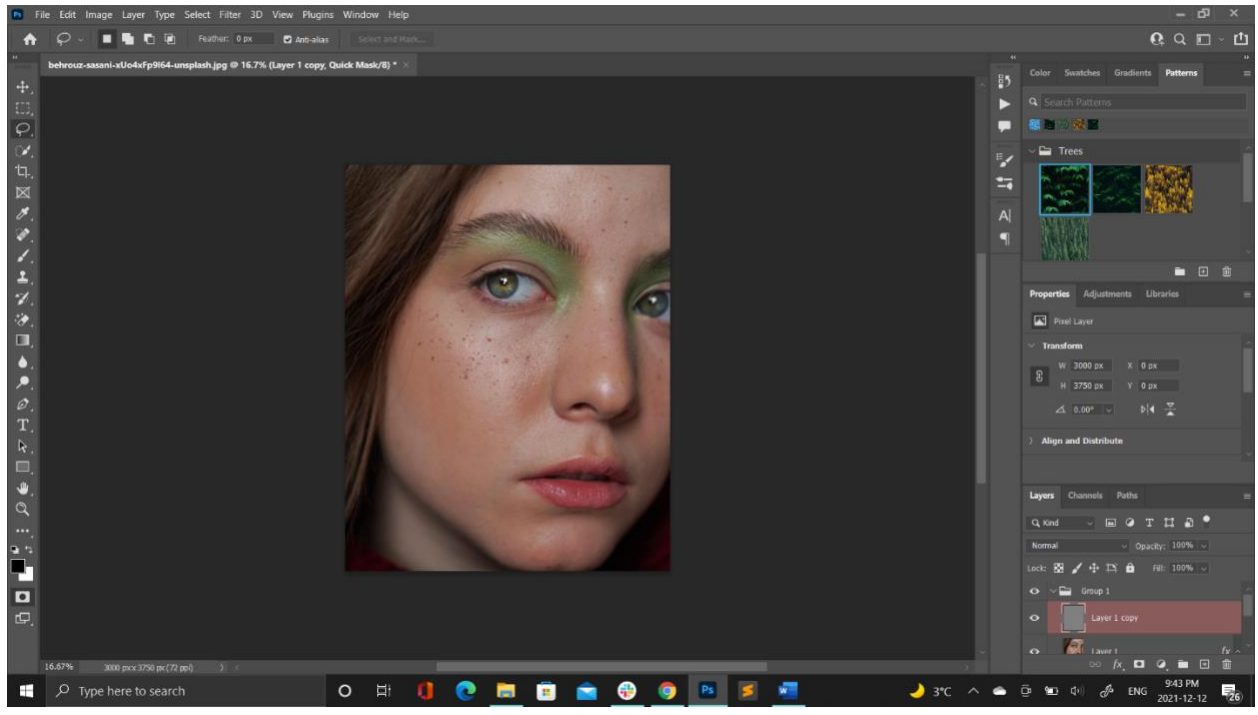 Ps File Edit Image Layer Type Select Filter 3D View Plugins Window Help
Feather: 0 px Anti-alias Select and Mask...
behrouz-sasani-xUo4xFp9I64-unsplash.jpg @ 16.7% (Layer 1 copy, Quick Mask/8) *
Color Swatches Gradients Patterns
Search Patterns
Trees
Properties Adjustments Libraries
Pixel Layer
Transform
W 3000 px X 0 px
H 3750 px Y 0 px
0.00°
Align and Distribute
Layers Channels Paths
Kind
Normal Opacity: 100%
Lock: Fill: 100%
Group 1
Layer 1 copy
Layer 1 fx
fx
16.67% 3000 px x 3750 px (72 ppi)
Type here to search
Ps
3°C ENG 9:43 PM
2021-12-12 26